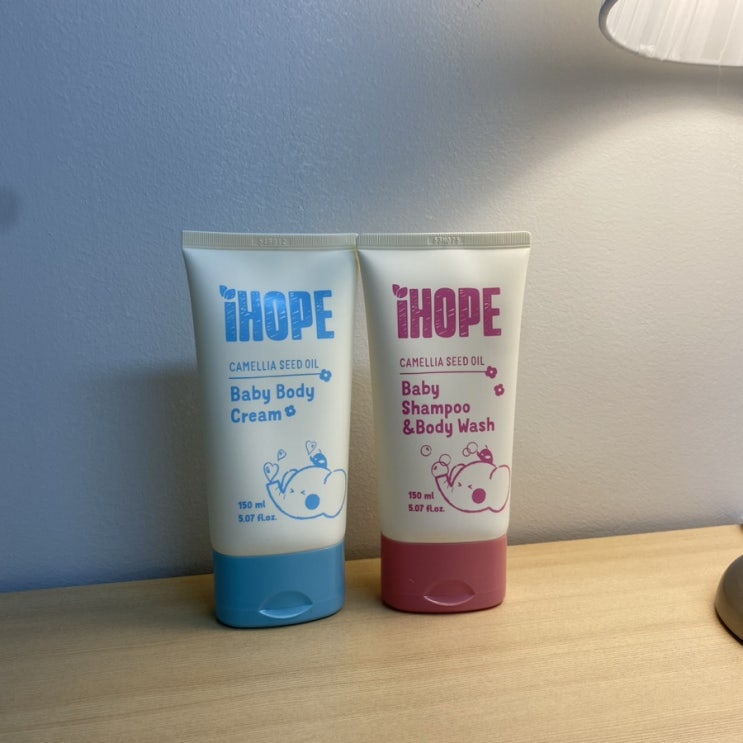 iHOPE
CAMELLIA SEED OIL
Baby Body
Cream
150 ml
5.07 fl.oz.
iHOPE
CAMELLIA SEED OIL
Baby
Shampoo
&Body Wash
150 ml
5.07 fl.oz.